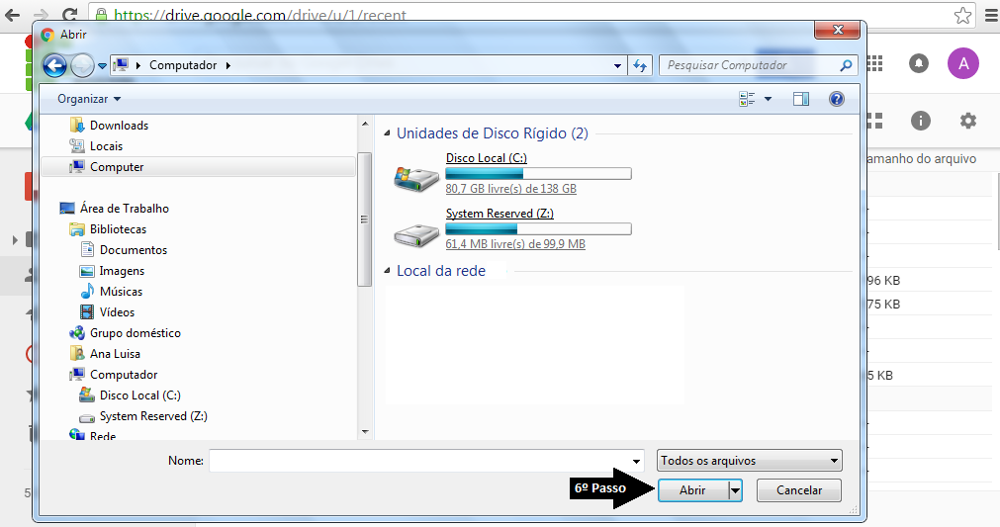 https://drive.google.com/drive/u/1/recent
Abrir
Computador
Pesquisar Computador
A
Organizar
Downloads
Locais
Computer
Área de Trabalho
Bibliotecas
Documentos
Imagens
Músicas
Vídeos
Grupo doméstico
Ana Luisa
Computador
Disco Local (C:)
System Reserved (Z:)
Rede
Unidades de Disco Rígido (2)
Disco Local (C:)
80,7 GB livre(s) de 138 GB
System Reserved (Z:)
61,4 MB livre(s) de 99,9 MB
Local da rede
amanho do arquivo
96 KB
75 KB
5 KB
5
Nome:
Todos os arquivos
6º Passo
Abrir
Cancelar